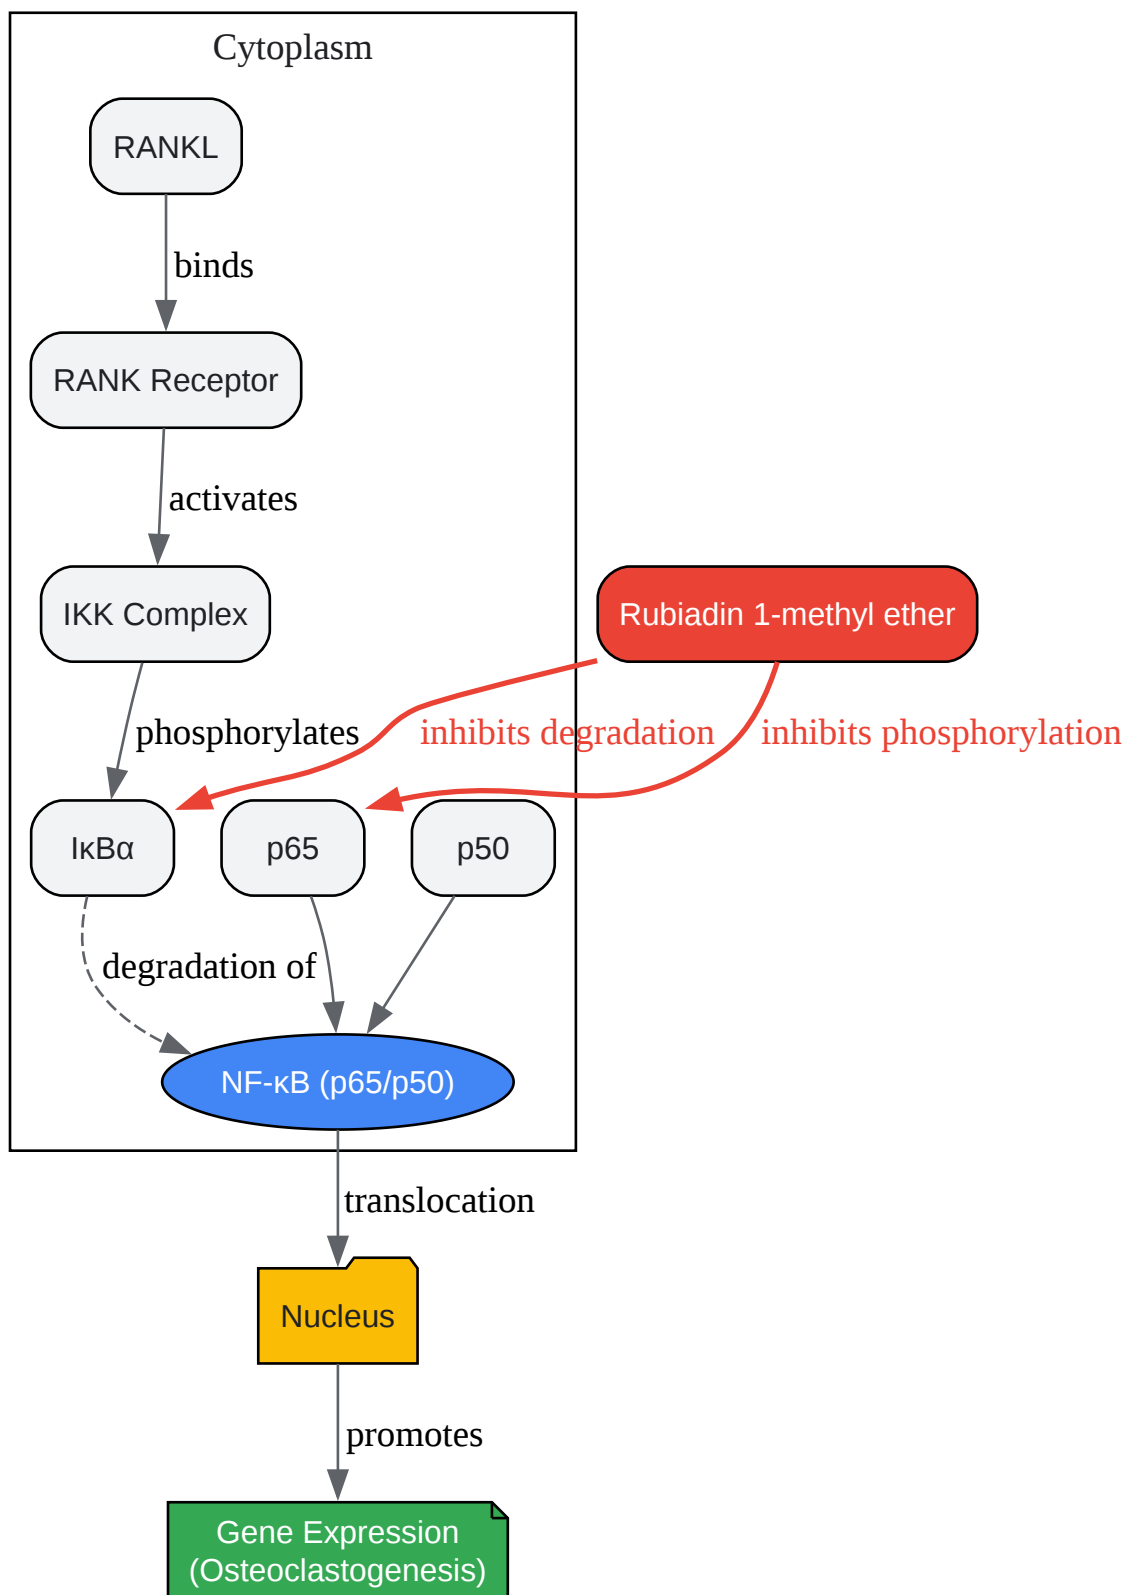 Cytoplasm
RANKL
binds
RANK Receptor
activates
IKK Complex
Rubiadin 1-methyl ether
phosphorylates
inhibits degradation
inhibits phosphorylation
IκBα
p65
p50
degradation of
NF-κB (p65/p50)
translocation
Nucleus
promotes
Gene Expression
(Osteoclastogenesis)